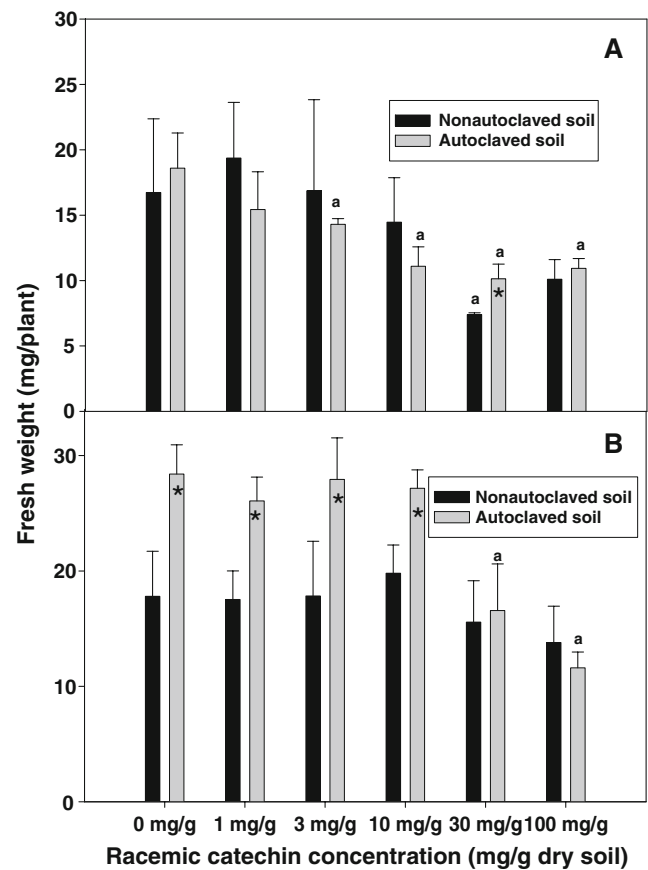 30
A
25
Nonautoclaved soil
Autoclaved soil
20
15
a
a
a
a
a
*
10
5
0
Fresh weight (mg/plant)
B
30
*
*
*
*
Nonautoclaved soil
Autoclaved soil
20
a
a
10
0
0 mg/g 1 mg/g 3 mg/g 10 mg/g 30 mg/g 100 mg/g
Racemic catechin concentration (mg/g dry soil)